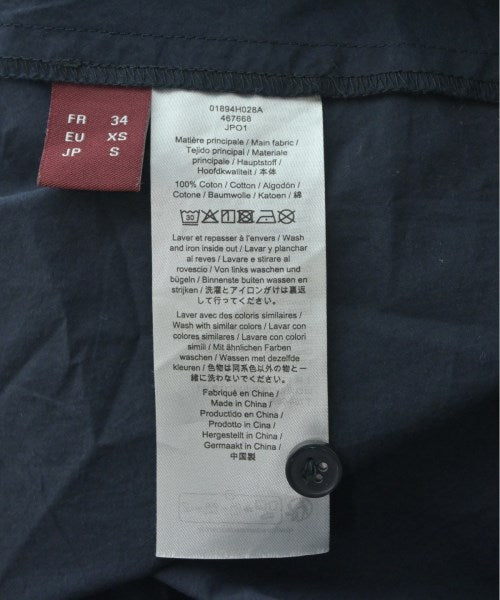 FR 34
EU XS
JP S
01894H028A
467668
JPO1
Matière principale / Main fabric /
Tejido principal / Materiale
principale / Hauptstoff /
Hoofdkwaliteit / 本体
100% Coton / Cotton / Algodón /
Cotone / Baumwolle / Katoen / 綿
30
Laver et repasser à l'envers / Wash
and iron inside out / Lavar y planchar
al reves / Lavare e stirare al
rovescio / Von links waschen und
bügeln / Binnenste buiten wassen en
strijken / 洗濯とアイロンがけは裏返
して行ってください。
Laver avec des coloris similaires /
Wash with similar colors / Lavar con
colores similares / Lavare con colori
simili / Mit ähnlichen Farben
waschen / Wassen met dezelfde
kleuren / 色物は同系色以外の物と一
緒に洗わないでください。
Fabriqué en Chine /
Made in China /
Productido en China /
Prodotto in Cina /
Hergestellt in China /
Germaakt in China /
中国製